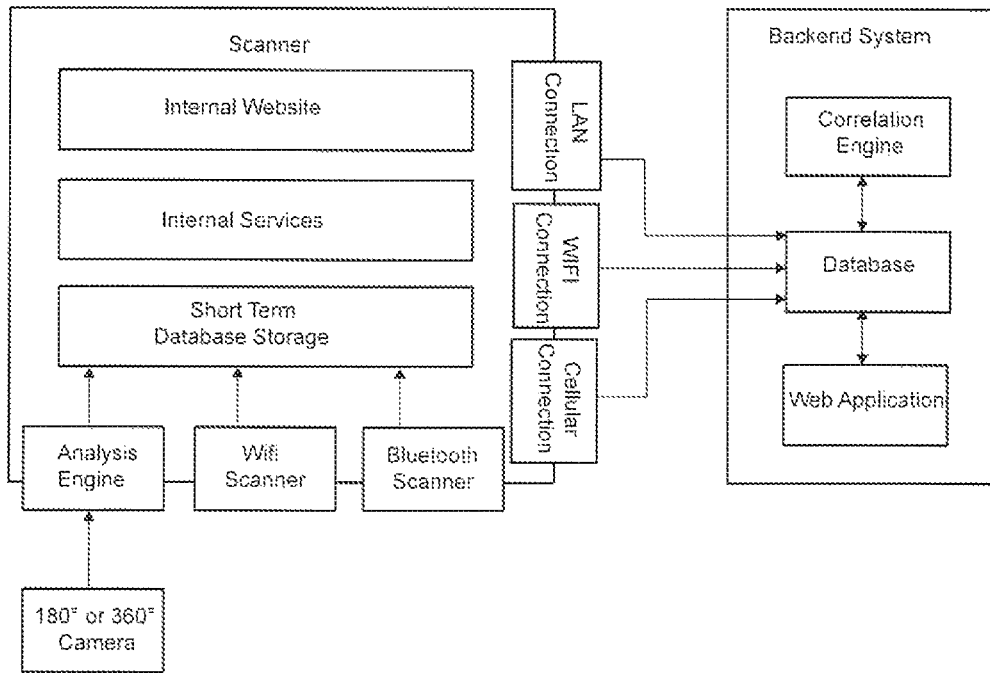 Scanner
Internal Website
Internal Services
Short Term
Database Storage
Analysis
Engine
Wifi
Scanner
Bluetooth
Scanner
180° or 360°
Camera
LAN
Connection
WIFI
Connection
Cellular
Connection
Backend System
Correlation
Engine
Database
Web Application